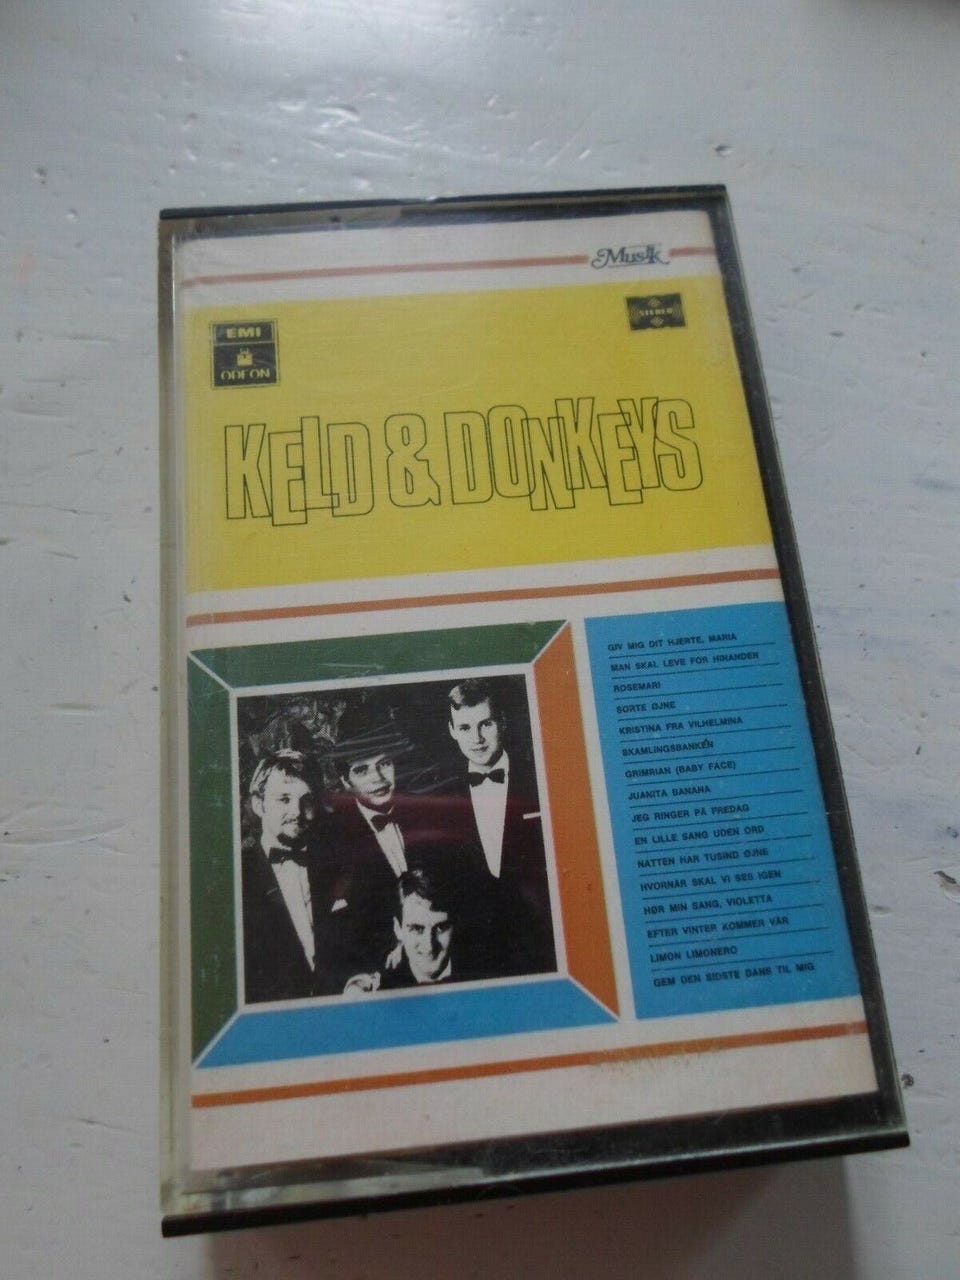 Musik
EMI
ODEON
STEREO
KELD & DONKEYS
GIV MIG DIT HJERTE, MARIA
MAN SKAL LEVE FOR HINANDEN
ROSEMARI
SORTE ØJNE
KRISTINA FRA VILHELMINA
SKAMLINGSBANKEN
GRIMRIAN (BABY FACE)
JUANITA BANANA
JEG RINGER PÅ FREDAG
EN LILLE SANG UDEN ORD
NATTEN HAR TUSIND ØJNE
HVORNÅR SKAL VI SES IGEN
HØR MIN SANG, VIOLETTA
EFTER VINTER KOMMER VÅR
LIMON LIMONERO
GEM DEN SIDSTE DANS TIL MIG